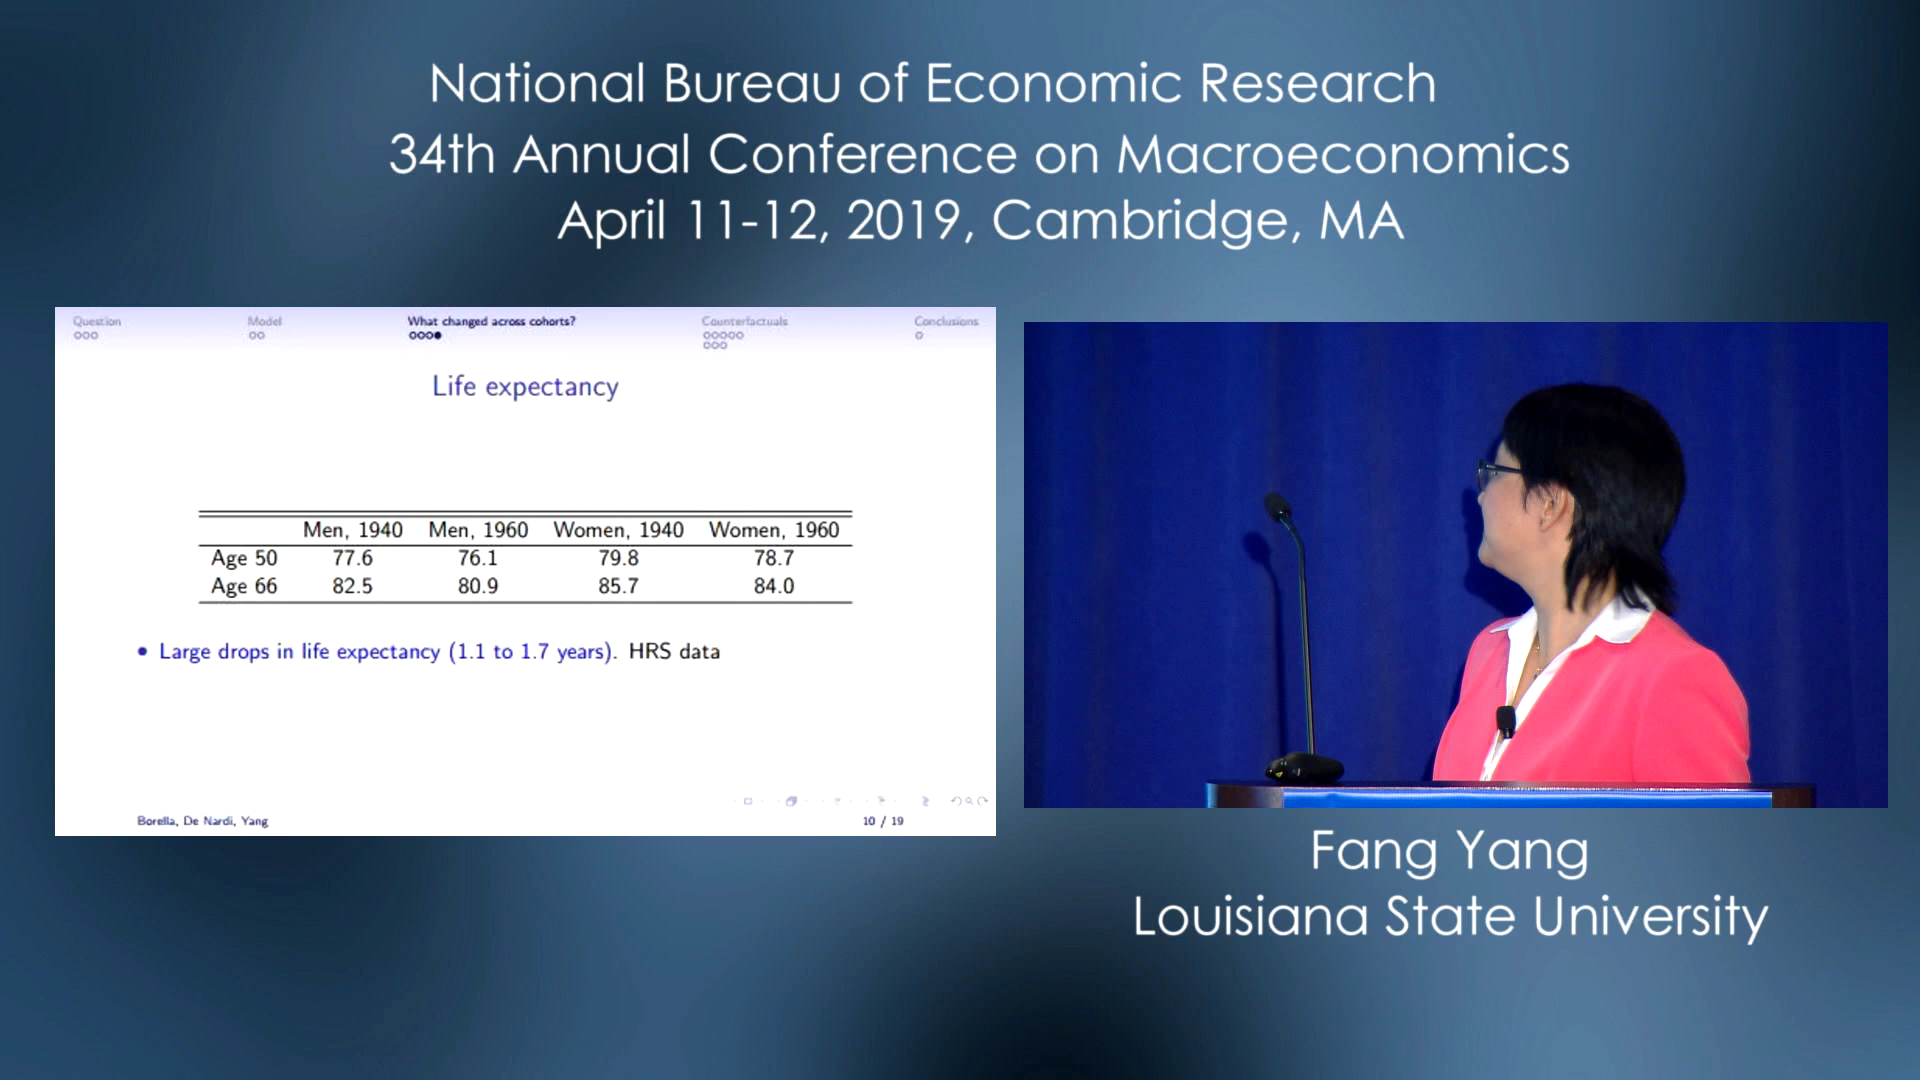 National Bureau of Economic Research
34th Annual Conference on Macroeconomics
April 11-12, 2019, Cambridge, MA
Question Model What changed across cohorts? Counterfactuals Conclusions
Life expectancy
Men, 1940 Men, 1960 Women, 1940 Women, 1960
Age 50 77.6 76.1 79.8 78.7
Age 66 82.5 80.9 85.7 84.0
• Large drops in life expectancy (1.1 to 1.7 years). HRS data
Borella, De Nardi, Yang 10 / 19
Fang Yang
Louisiana State University